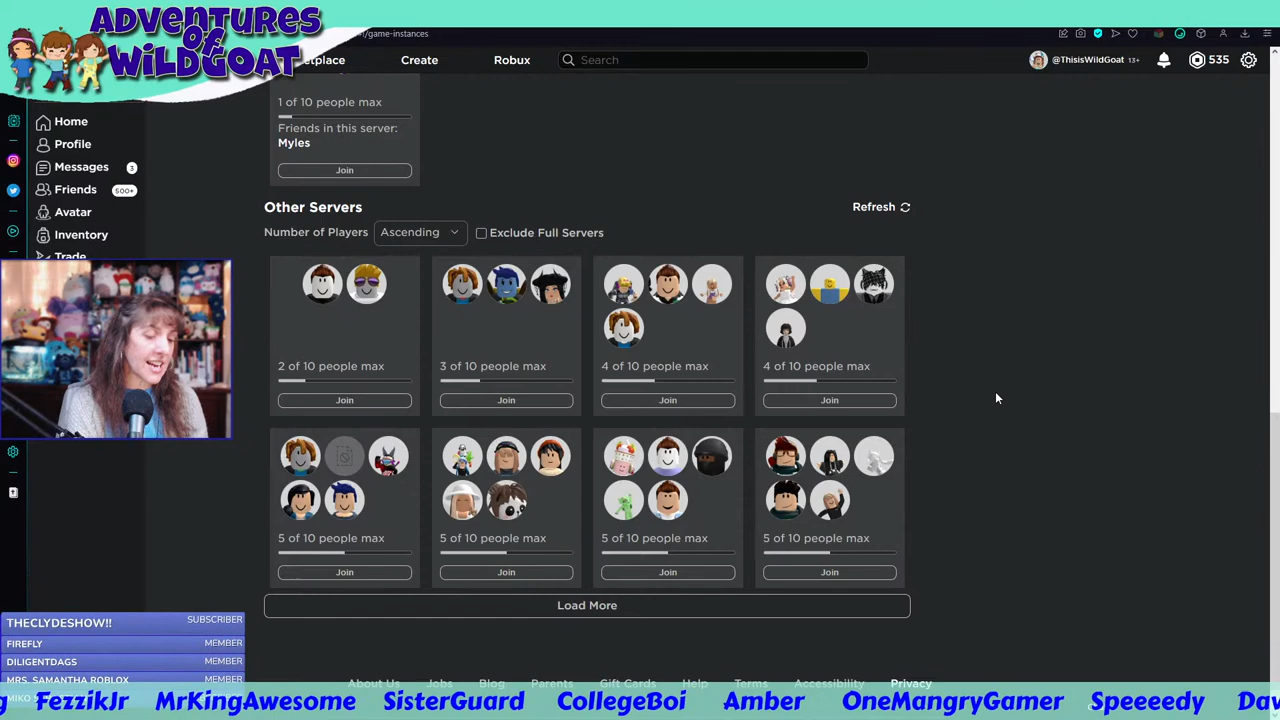 ADVENTURES
OF
WILDGOAT
/game-instances
Create
Robux
Search
@ThisisWildGoat 13+
535
1 of 10 people max
Friends in this server:
Myles
Join
Home
Profile
Messages 3
Friends 500+
Avatar
Inventory
Trade
Other Servers
Refresh
Number of Players
Ascending
Exclude Full Servers
2 of 10 people max
3 of 10 people max
4 of 10 people max
4 of 10 people max
Join
Join
Join
Join
5 of 10 people max
5 of 10 people max
5 of 10 people max
5 of 10 people max
Join
Join
Join
Join
Load More
THECLYDESHOW!! SUBSCRIBER
FIREFLY MEMBER
DILIGENTDAGS MEMBER
MRS. SAMANTHA ROBLOX MEMBER
About Us
Jobs
Blog
Parents
Gift Cards
Help
Terms
Accessibility
Privacy
FezzikJr MrKingAwesome SisterGuard CollegeBoi Amber OneMangryGamer Speeeedy